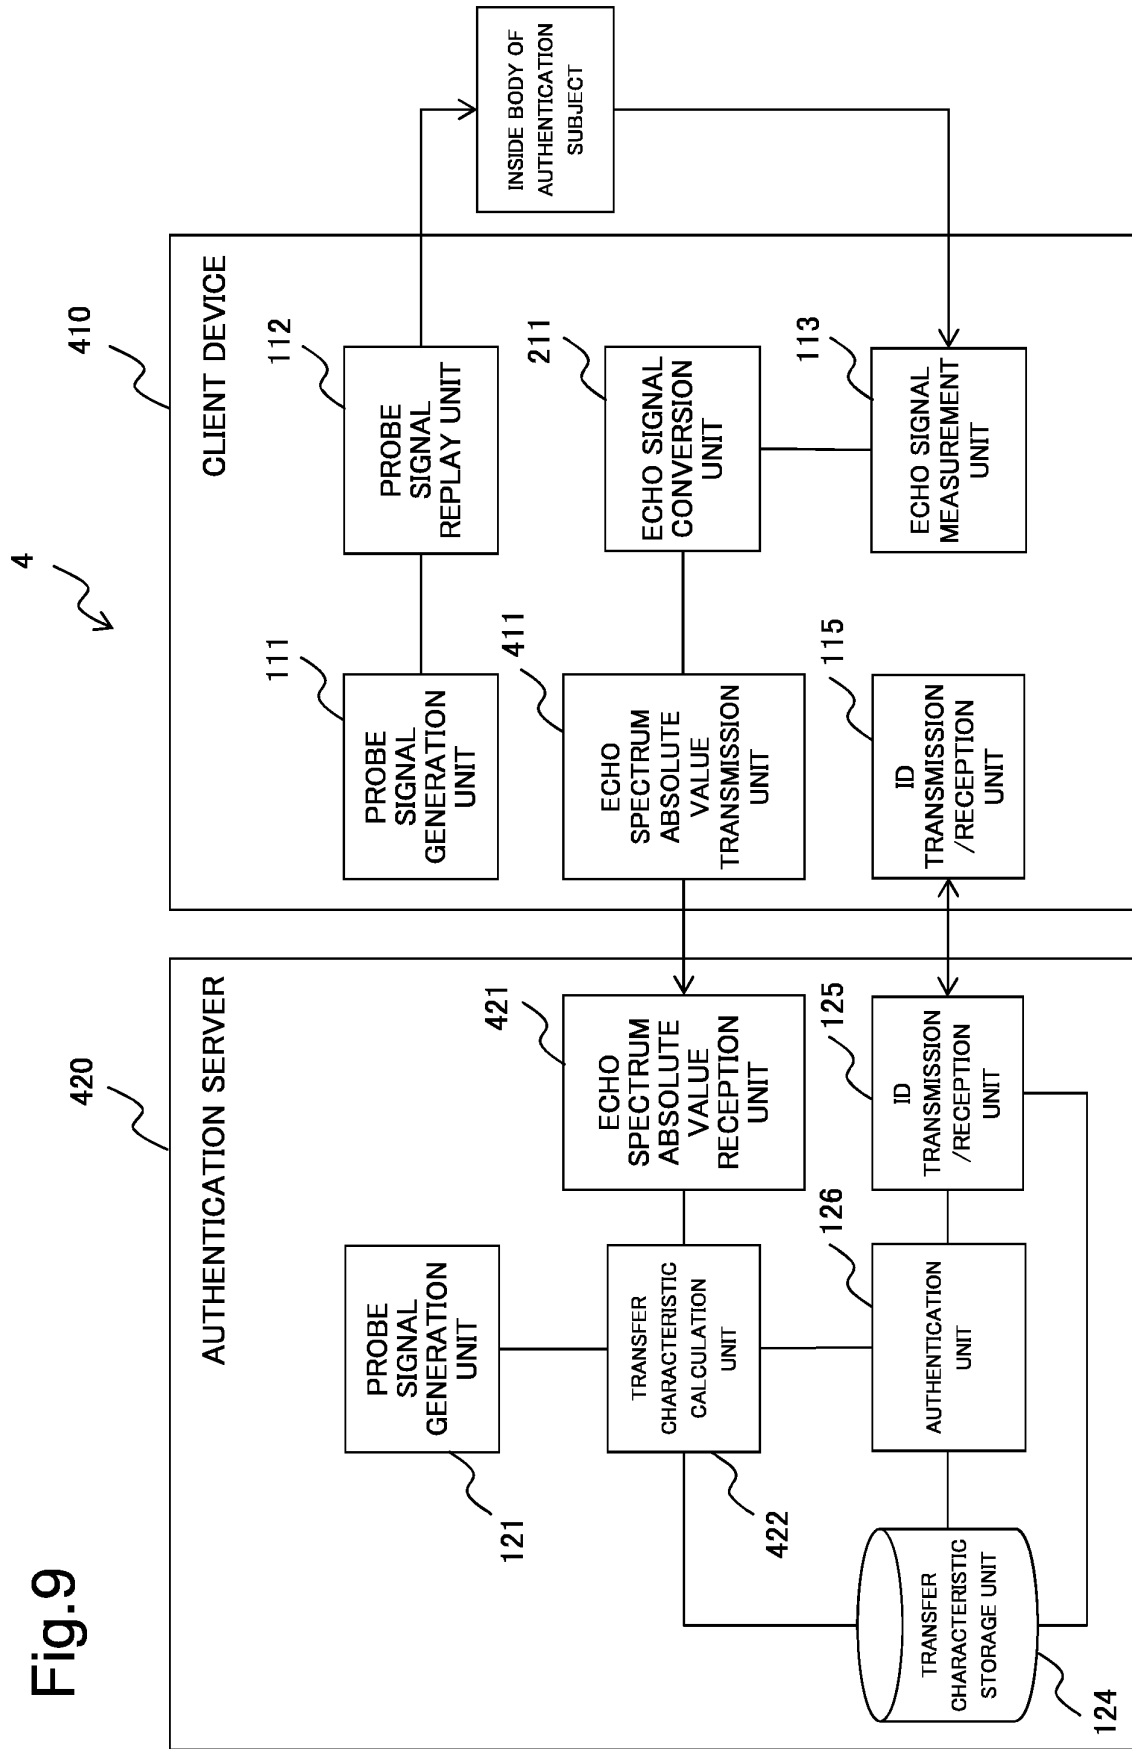 Fig.9
4
420
AUTHENTICATION SERVER
121
PROBE
SIGNAL
GENERATION
UNIT
421
ECHO
SPECTRUM
ABSOLUTE
VALUE
RECEPTION
UNIT
422
TRANSFER
CHARACTERISTIC
CALCULATION
UNIT
124
TRANSFER
CHARACTERISTIC
STORAGE UNIT
126
AUTHENTICATION
UNIT
125
ID
TRANSMISSION
/RECEPTION
UNIT
410
CLIENT DEVICE
111
PROBE
SIGNAL
GENERATION
UNIT
112
PROBE
SIGNAL
REPLAY UNIT
411
ECHO
SPECTRUM
ABSOLUTE
VALUE
TRANSMISSION
UNIT
211
ECHO SIGNAL
CONVERSION
UNIT
115
ID
TRANSMISSION
/RECEPTION
UNIT
113
ECHO SIGNAL
MEASUREMENT
UNIT
INSIDE BODY OF
AUTHENTICATION
SUBJECT